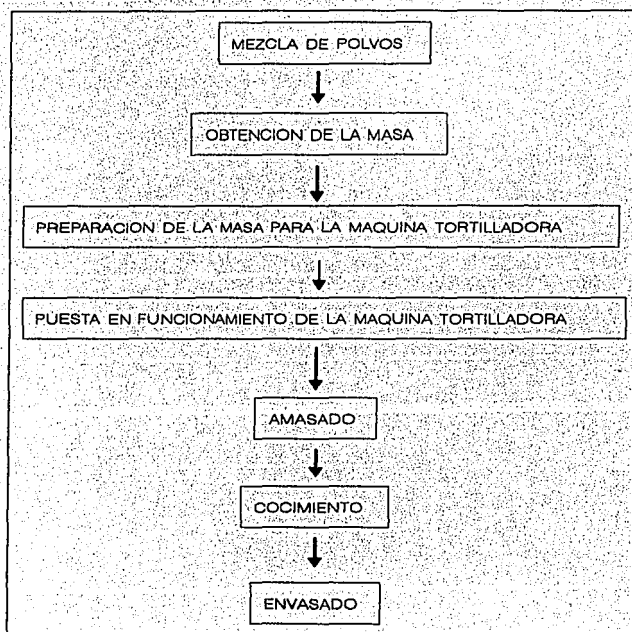 MEZCLA DE POLVOS
OBTENCION DE LA MASA
PREPARACION DE LA MASA PARA LA MAQUINA TORTILLADORA
PUESTA EN FUNCIONAMIENTO DE LA MAQUINA TORTILLADORA
AMASADO
COCIMIENTO
ENVASADO